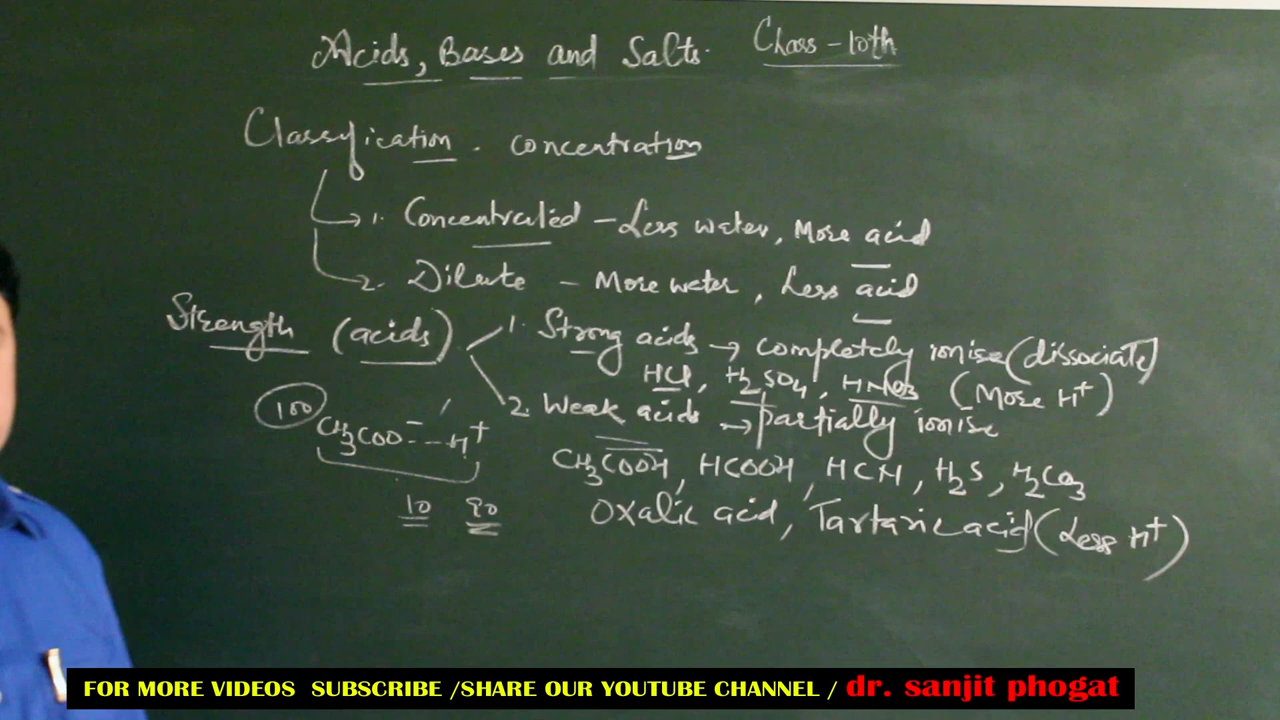 Acids, Bases and Salts. Class - 10th
Classification . concentration
1. Concentrated - Less water, More acid
2. Dilute - More water, Less acid
Strength (acids)
1. Strong acids → completely ionise (dissociate)
HCl, H₂SO₄, HNO₃ (More H⁺)
2. Weak acids → partially ionise
CH₃COOH, HCOOH, HCN, H₂S, H₂CO₃
Oxalic acid, Tartaric acid (Less H⁺)
100 CH₃COO⁻--H⁺
10 90
FOR MORE VIDEOS SUBSCRIBE /SHARE OUR YOUTUBE CHANNEL / dr. sanjit phogat